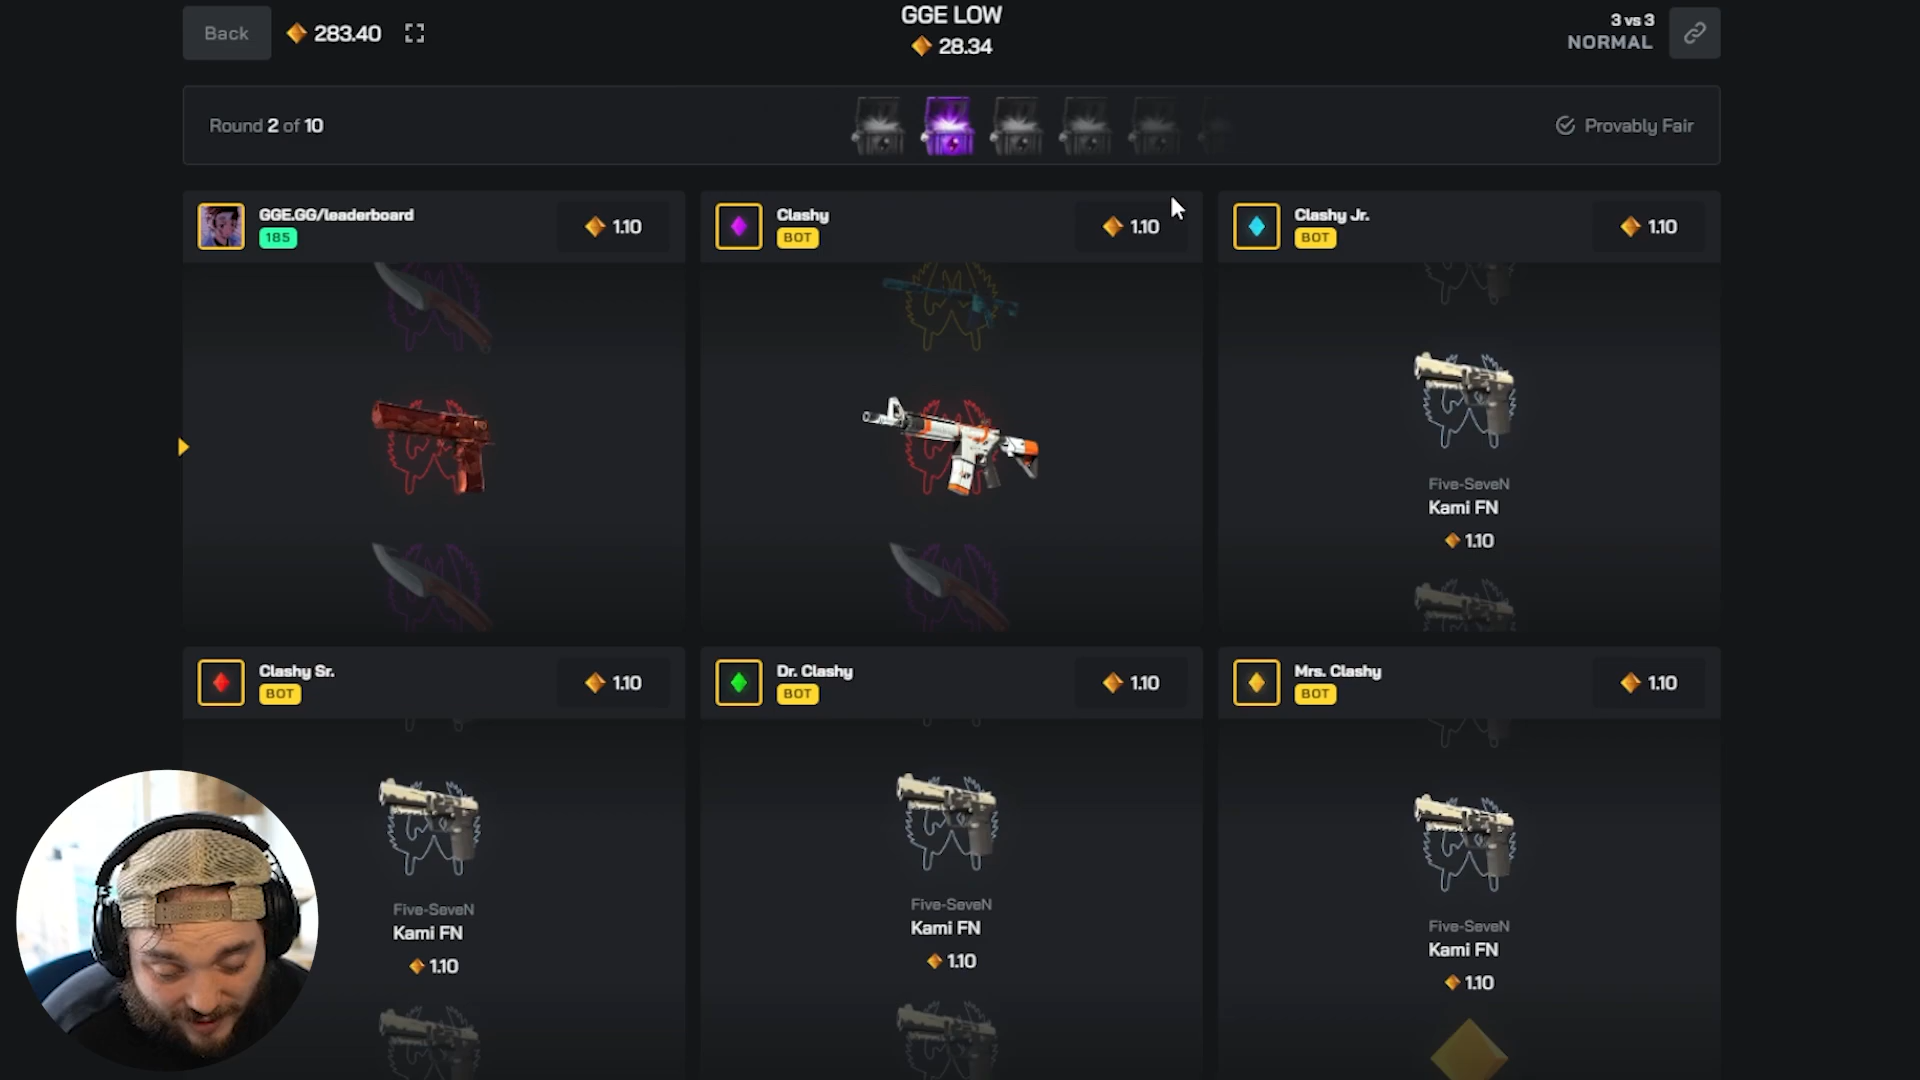 Back
283.40
GGE LOW
28.34
3 vs 3
NORMAL
Round 2 of 10
Provably Fair
GGE.GG/leaderboard
185
1.10
Clashy
BOT
1.10
Clashy Jr.
BOT
1.10
Five-SeveN
Kami FN
1.10
Clashy Sr.
BOT
1.10
Dr. Clashy
BOT
1.10
Mrs. Clashy
BOT
1.10
Five-SeveN
Kami FN
1.10
Five-SeveN
Kami FN
1.10
Five-SeveN
Kami FN
1.10